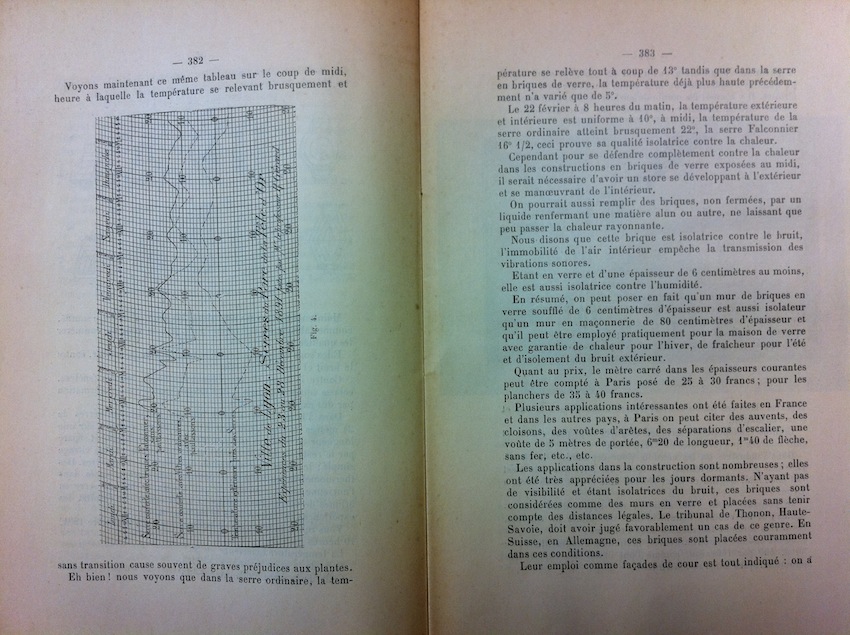 — 382 —
Voyons maintenant ce même tableau sur le coup de midi,
heure à laquelle la température se relevant brusquement et
Ville de Lyon, Serres du Parc de la Tête d'Or
Fig. 4.
sans transition cause souvent de graves préjudices aux plantes.
Eh bien! nous voyons que dans la serre ordinaire, la tem-
— 383 —
pérature se relève tout à coup de 13° tandis que dans la serre
en briques de verre, la température déjà plus haute précédem-
ment n'a varié que de 5°.
Le 22 février à 8 heures du matin, la température extérieure
et intérieure est uniforme à 10°, à midi, la température de la
serre ordinaire atteint brusquement 22°, la serre Falconnier
16° 1/2, ceci prouve sa qualité isolatrice contre la chaleur.
Cependant pour se défendre complètement contre la chaleur
dans les constructions en briques de verre exposées au midi,
il serait nécessaire d'avoir un store se développant à l'extérieur
et se manœuvrant de l'intérieur.
On pourrait aussi remplir des briques, non fermées, par un
liquide renfermant une matière alun ou autre, ne laissant que
peu passer la chaleur rayonnante.
Nous disons que cette brique est isolatrice contre le bruit,
l'immobilité de l'air intérieur empêche la transmission des
vibrations sonores.
Etant en verre et d'une épaisseur de 6 centimètres au moins,
elle est aussi isolatrice contre l'humidité.
En résumé, on peut poser en fait qu'un mur de briques en
verre soufflé de 6 centimètres d'épaisseur est aussi isolateur
qu'un mur en maçonnerie de 80 centimètres d'épaisseur et
qu'il peut être employé pratiquement pour la maison de verre
avec garantie de chaleur pour l'hiver, de fraîcheur pour l'été
et d'isolement du bruit extérieur.
Quant au prix, le mètre carré dans les épaisseurs courantes
peut être compté à Paris posé de 25 à 30 francs; pour les
planchers de 35 à 40 francs.
Plusieurs applications intéressantes ont été faites en France
et dans les autres pays, à Paris on peut citer des auvents, des
cloisons, des voûtes d'arêtes, des séparations d'escalier, une
voûte de 5 mètres de portée, 6m20 de longueur, 1m40 de flèche,
sans fer, etc., etc.
Les applications dans la construction sont nombreuses; elles
ont été très appréciées pour les jours dormants. N'ayant pas
de visibilité et étant isolatrices du bruit, ces briques sont
considérées comme des murs en verre et placées sans tenir
compte des distances légales. Le tribunal de Thonon, Haute-
Savoie, doit avoir jugé favorablement un cas de ce genre. En
Suisse, en Allemagne, ces briques sont placées couramment
dans ces conditions.
Leur emploi comme façades de cour est tout indiqué : on a